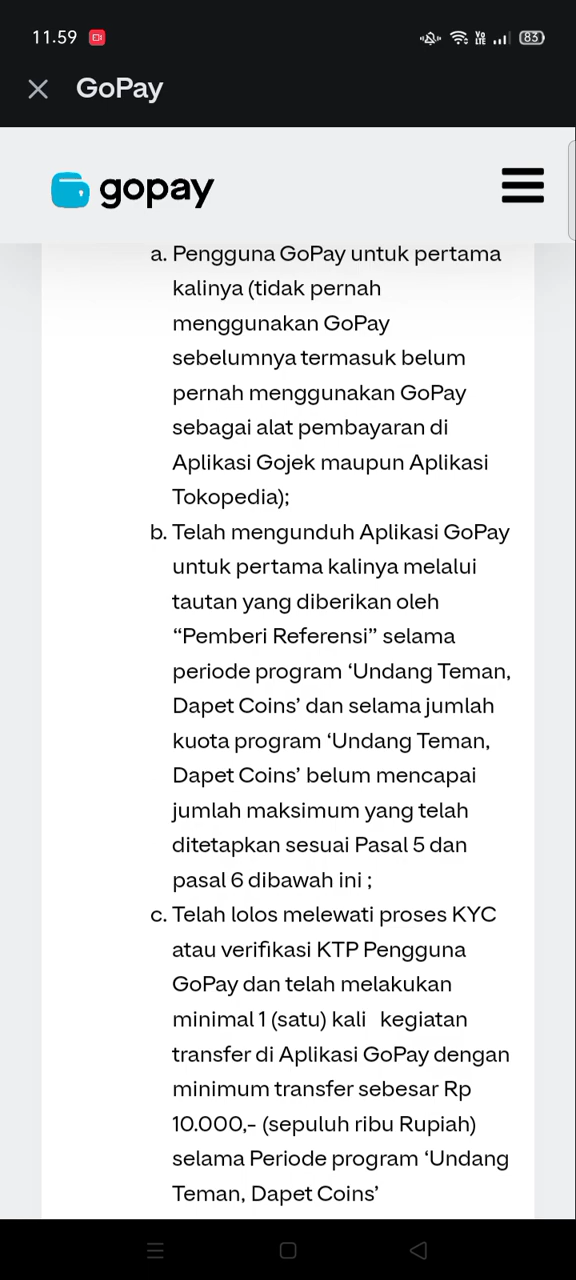 11.59
VO LTE
83
GoPay
gopay
a. Pengguna GoPay untuk pertama
kalinya (tidak pernah
menggunakan GoPay
sebelumnya termasuk belum
pernah menggunakan GoPay
sebagai alat pembayaran di
Aplikasi Gojek maupun Aplikasi
Tokopedia);
b. Telah mengunduh Aplikasi GoPay
untuk pertama kalinya melalui
tautan yang diberikan oleh
“Pemberi Referensi” selama
periode program ‘Undang Teman,
Dapet Coins’ dan selama jumlah
kuota program ‘Undang Teman,
Dapet Coins’ belum mencapai
jumlah maksimum yang telah
ditetapkan sesuai Pasal 5 dan
pasal 6 dibawah ini ;
c. Telah lolos melewati proses KYC
atau verifikasi KTP Pengguna
GoPay dan telah melakukan
minimal 1 (satu) kali  kegiatan
transfer di Aplikasi GoPay dengan
minimum transfer sebesar Rp
10.000,- (sepuluh ribu Rupiah)
selama Periode program ‘Undang
Teman, Dapet Coins’